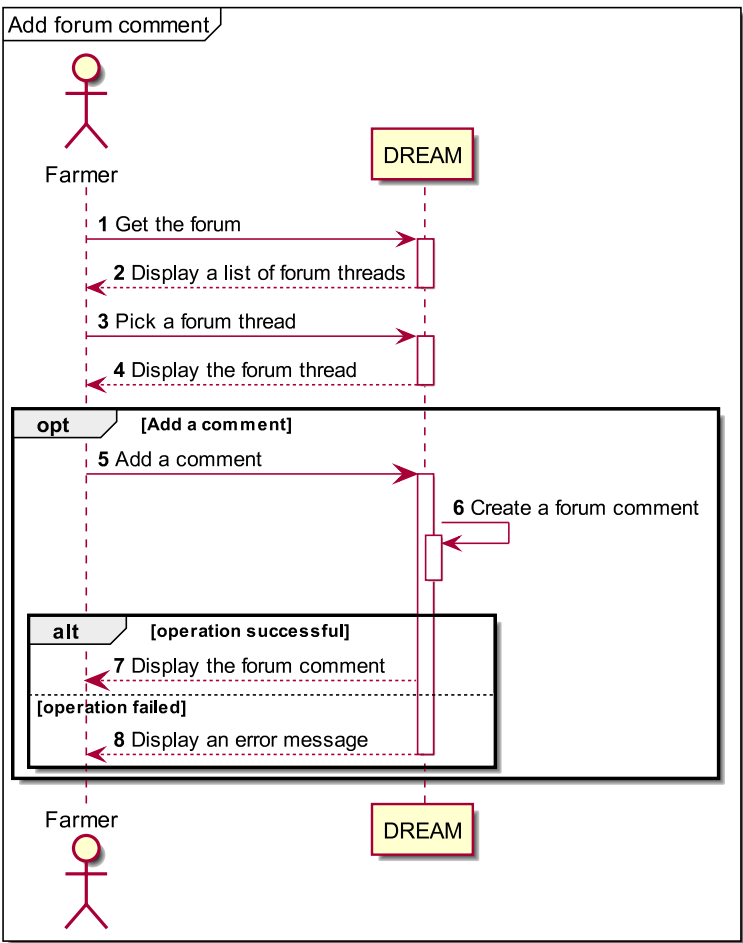 Add forum comment
Farmer
DREAM
1 Get the forum
2 Display a list of forum threads
3 Pick a forum thread
4 Display the forum thread
opt [Add a comment]
5 Add a comment
6 Create a forum comment
alt [operation successful]
7 Display the forum comment
[operation failed]
8 Display an error message
Farmer
DREAM